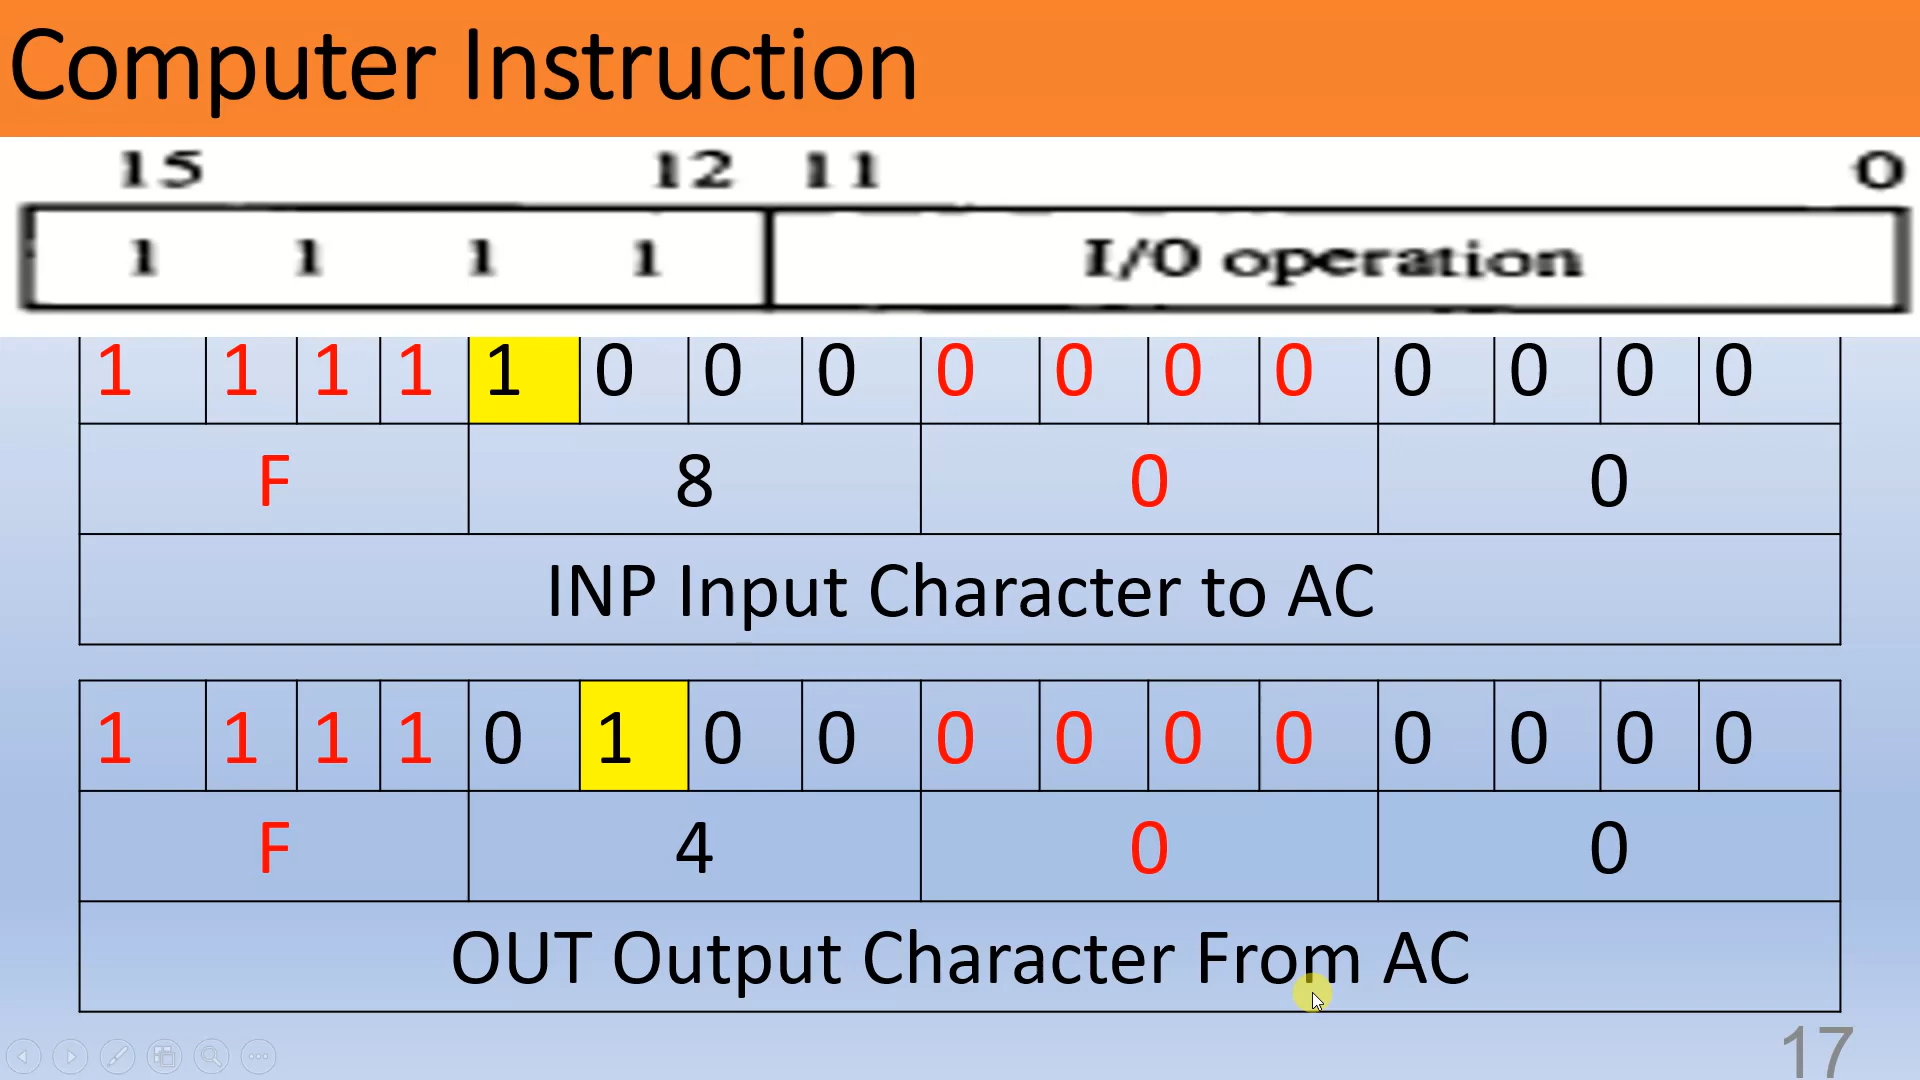 Computer Instruction
15 12 11 0
1 1 1 1 I/O operation
1 1 1 1 1 0 0 0 0 0 0 0 0 0 0 0
F 8 0 0
INP Input Character to AC
1 1 1 1 0 1 0 0 0 0 0 0 0 0 0 0
F 4 0 0
OUT Output Character From AC
17